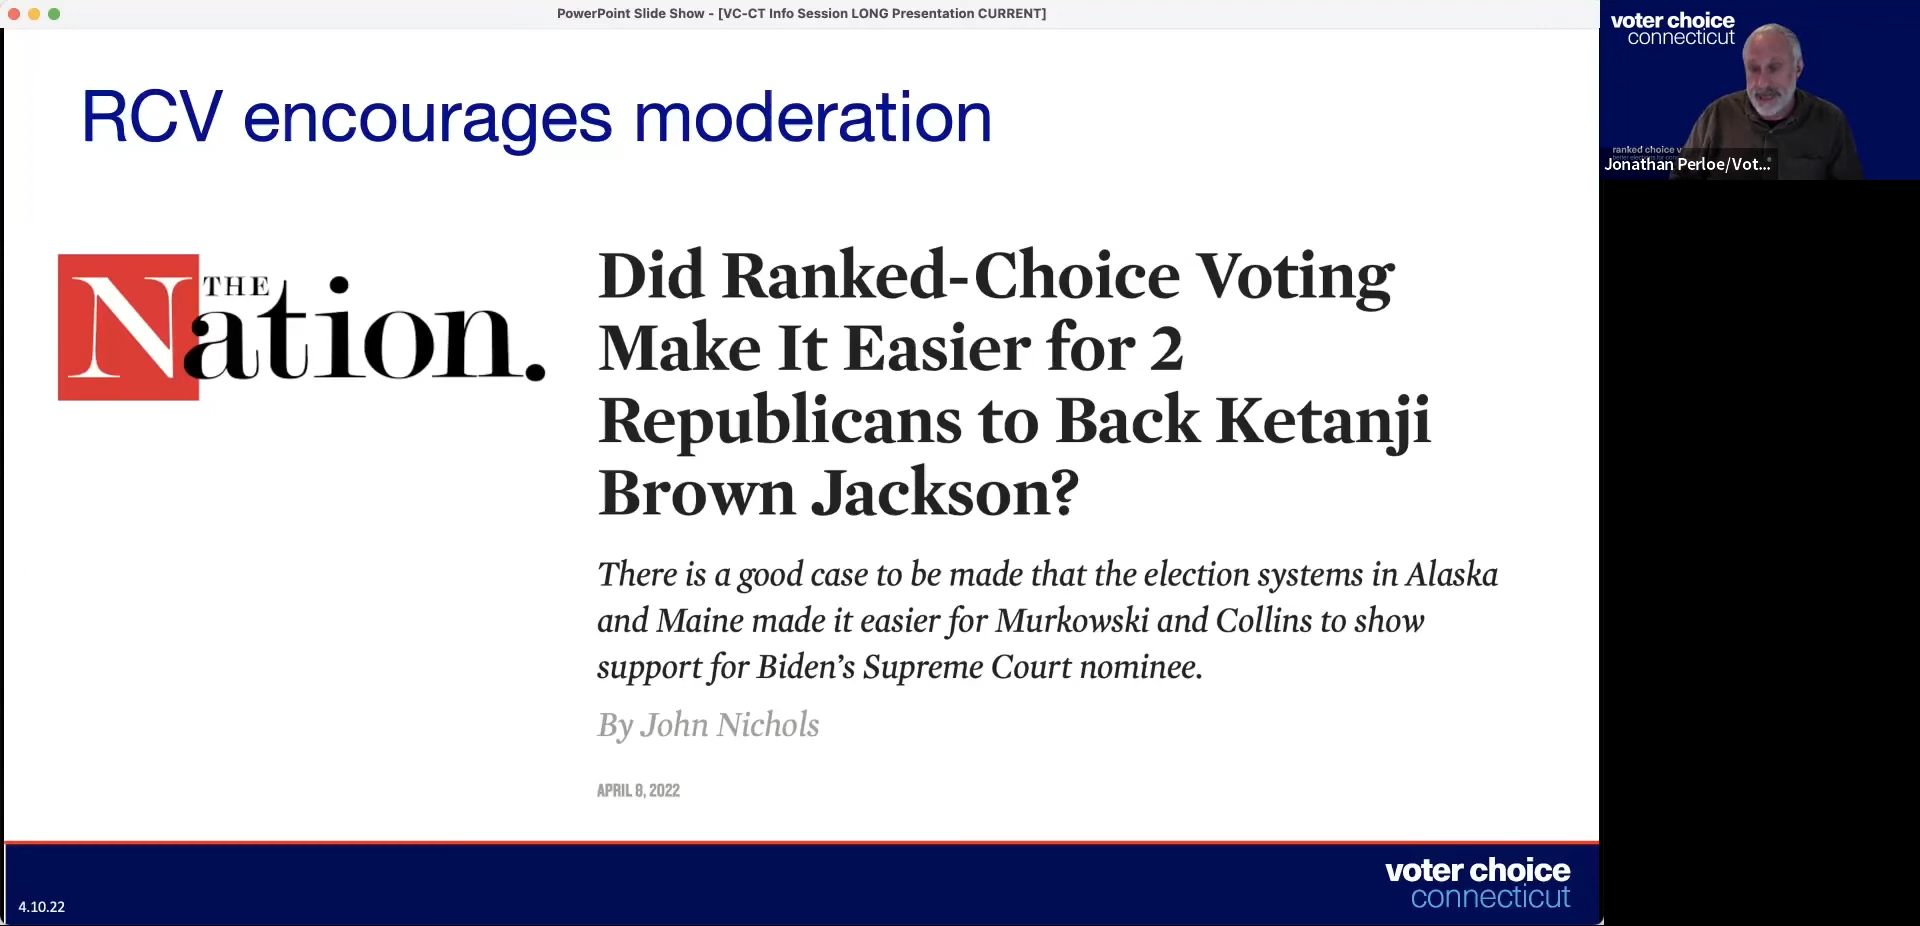 PowerPoint Slide Show - [VC-CT Info Session LONG Presentation CURRENT]
RCV encourages moderation
THE
Nation.
Did Ranked-Choice Voting
Make It Easier for 2
Republicans to Back Ketanji
Brown Jackson?
There is a good case to be made that the election systems in Alaska
and Maine made it easier for Murkowski and Collins to show
support for Biden’s Supreme Court nominee.
By John Nichols
APRIL 8, 2022
4.10.22
voter choice
connecticut
voter choice
connecticut
ranked choice v
Jonathan Perloe/Vot...